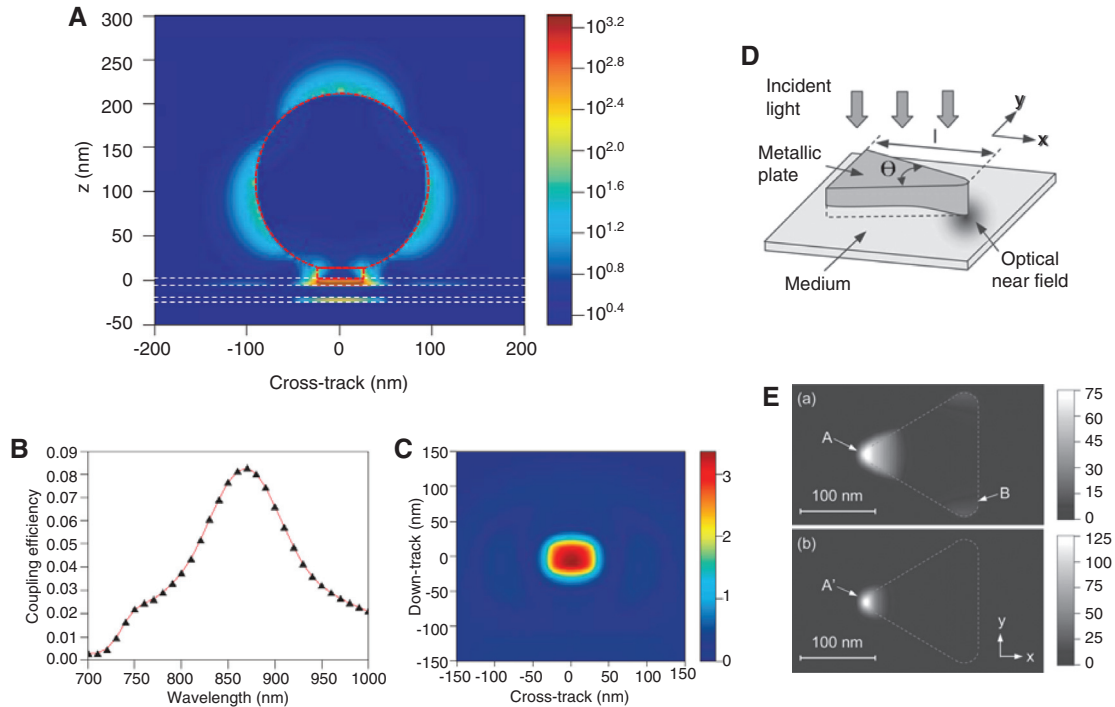 A
300
250
200
150
100
50
0
-50
z (nm)
-200
-100
0
100
200
Cross-track (nm)
10^3.2
10^2.8
10^2.4
10^2.0
10^1.6
10^1.2
10^0.8
10^0.4
D
Incident
light
y
x
l
Metallic
plate
Θ
Medium
Optical
near field
B
0.09
0.08
0.07
0.06
0.05
0.04
0.03
0.02
0.01
0.00
Coupling efficiency
700
750
800
850
900
950
1000
Wavelength (nm)
C
150
100
50
0
-50
-100
-150
Down-track (nm)
-150
-100
-50
0
50
100
150
Cross-track (nm)
3
2
1
0
E
(a)
A
B
100 nm
75
60
45
30
15
0
(b)
A'
100 nm
y
x
125
100
75
50
25
0